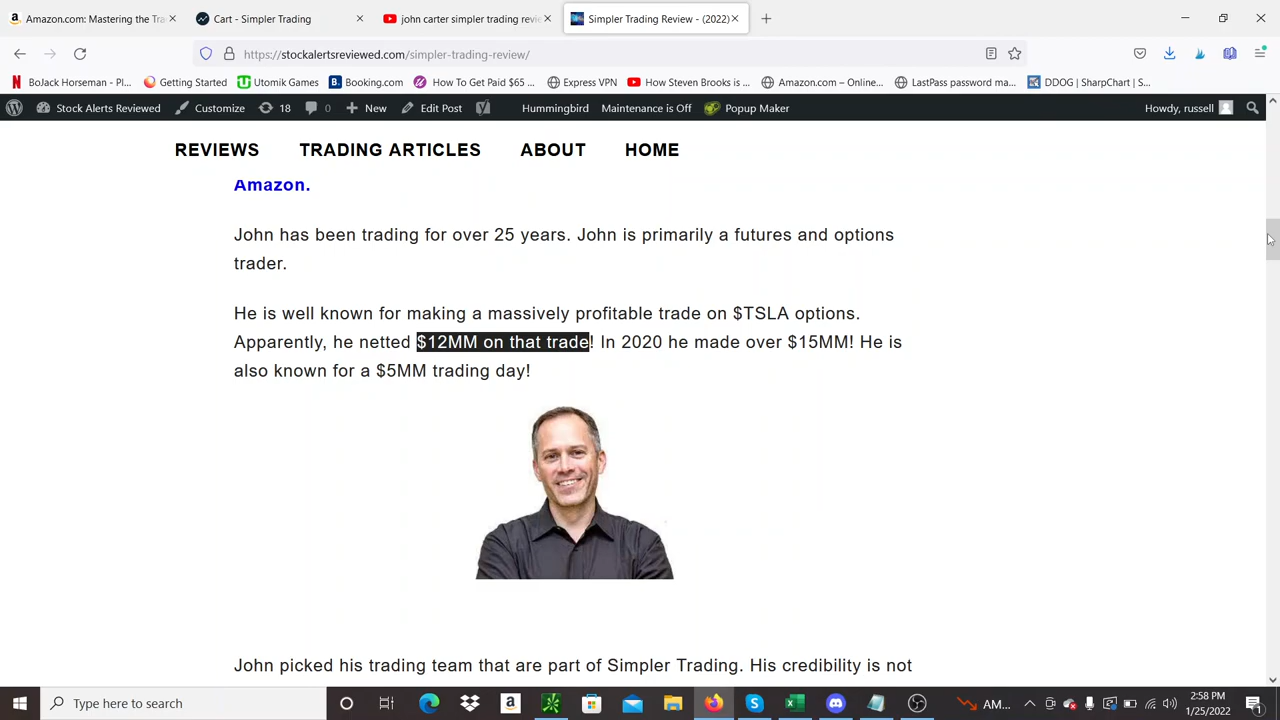 Amazon.com: Mastering the Tra
Cart - Simpler Trading
john carter simpler trading revie
Simpler Trading Review - (2022)
https://stockalertsreviewed.com/simpler-trading-review/
BoJack Horseman - Pl...
Getting Started
Utomik Games
Booking.com
How To Get Paid $65 ...
Express VPN
How Steven Brooks is ...
Amazon.com – Online...
LastPass password ma...
DDOG | SharpChart | S...
Stock Alerts Reviewed
Customize
18
0
New
Edit Post
Hummingbird
Maintenance is Off
Popup Maker
Howdy, russell
REVIEWS
TRADING ARTICLES
ABOUT
HOME
Amazon.
John has been trading for over 25 years. John is primarily a futures and options
trader.
He is well known for making a massively profitable trade on $TSLA options.
Apparently, he netted $12MM on that trade! In 2020 he made over $15MM! He is
also known for a $5MM trading day!
John picked his trading team that are part of Simpler Trading. His credibility is not
Type here to search
AM...
2:58 PM
1/25/2022